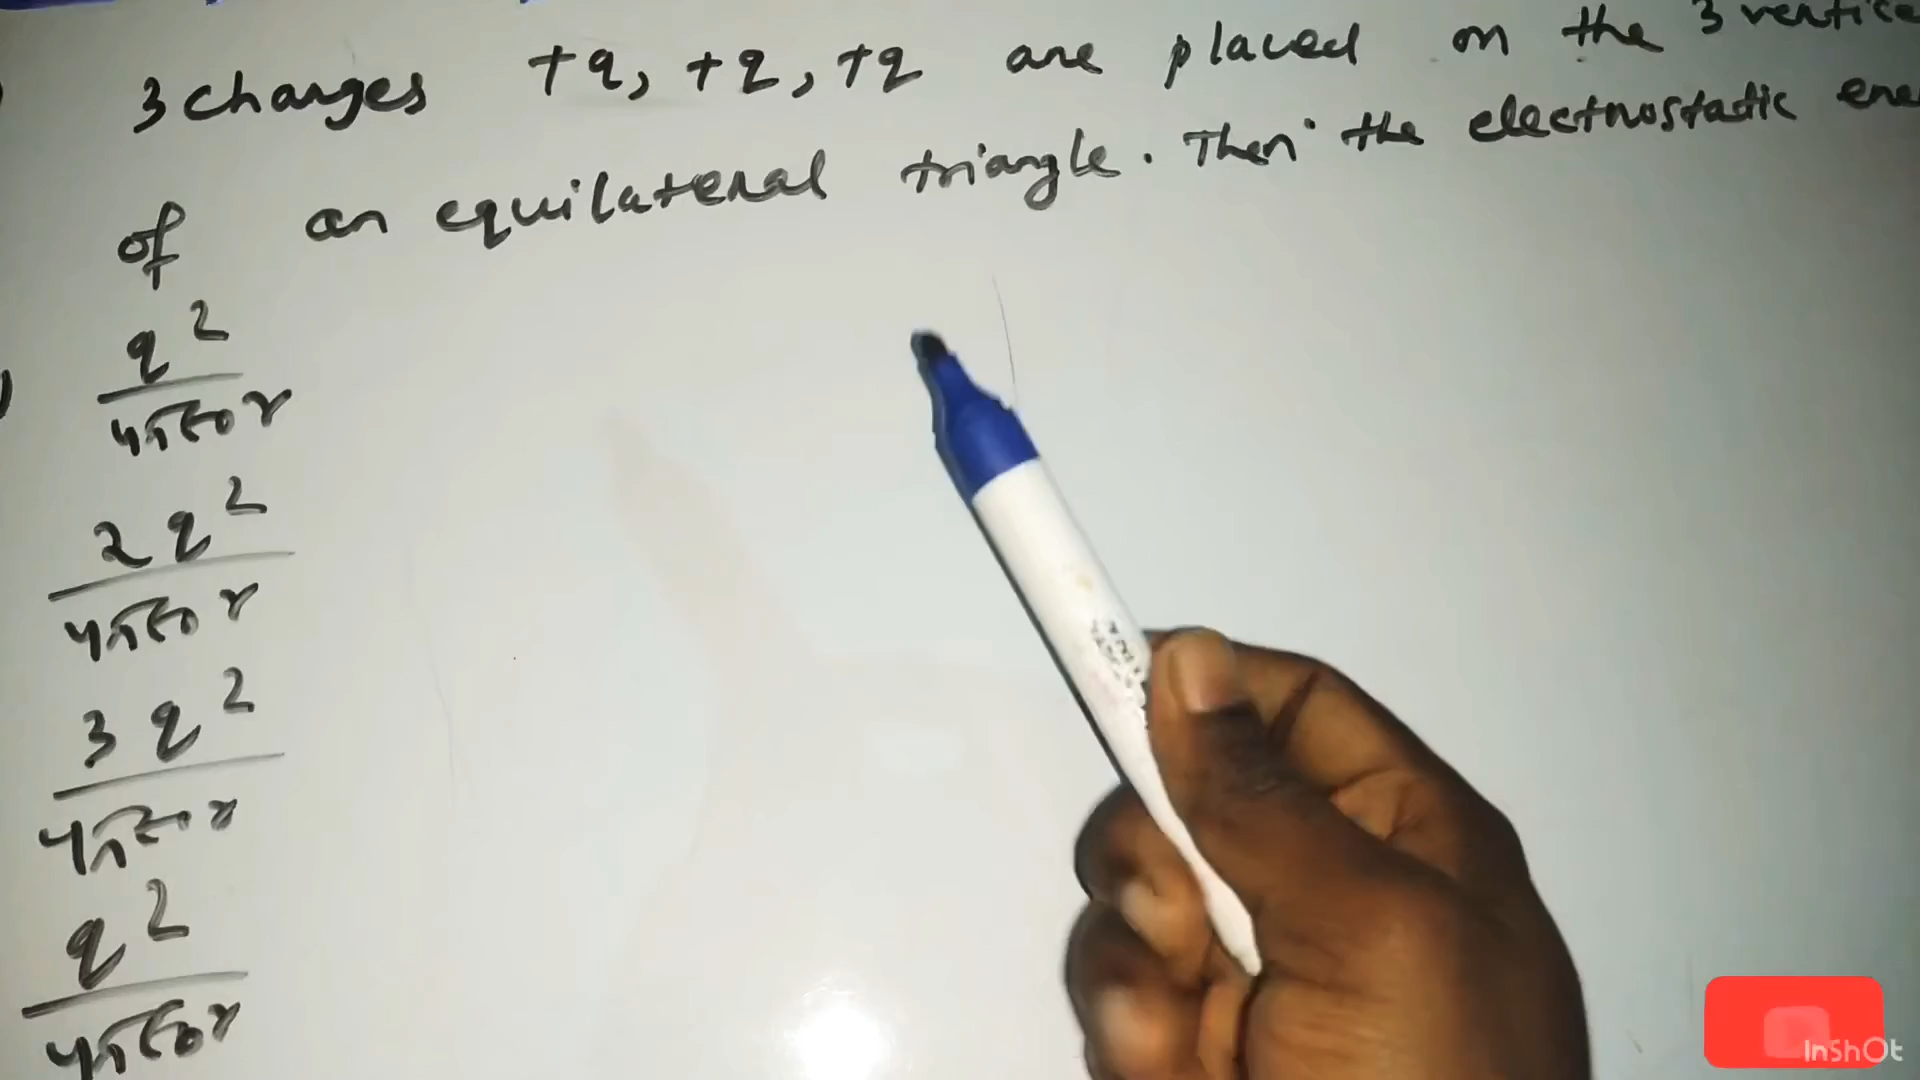 3 charges +q, +q, +q are placed on the 3
of an equilateral triangle. Then the electrostatic
q²
4πε₀r
2q²
4πε₀r
3q²
4πε₀r
q²
4πε₀r
InShOt